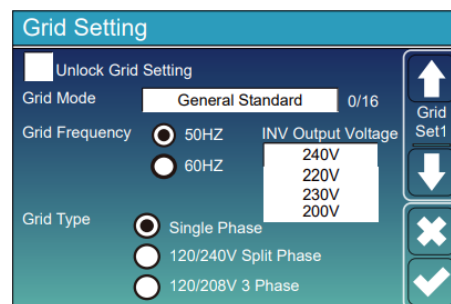 Grid Setting
Unlock Grid Setting
Grid Mode General Standard 0/16
Grid Set1
Grid Frequency 50HZ INV Output Voltage
60HZ
240V
220V
230V
200V
Grid Type Single Phase
120/240V Split Phase
120/208V 3 Phase